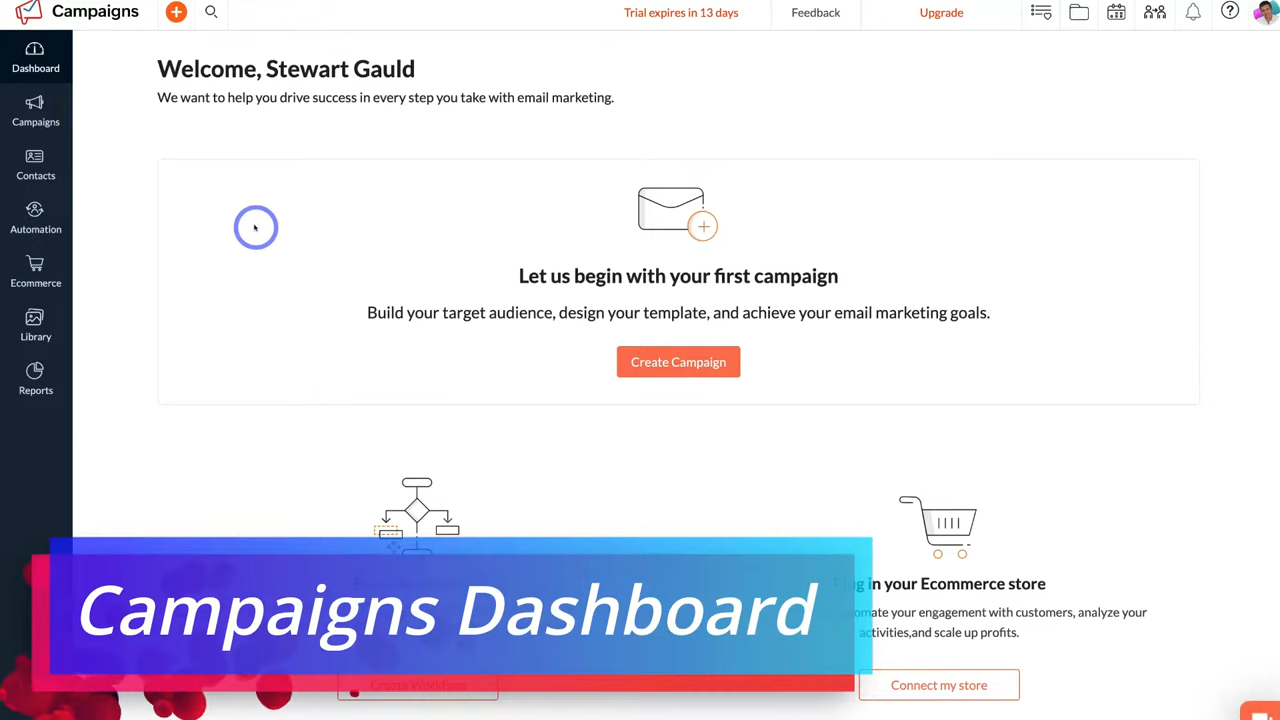 Campaigns
Trial expires in 13 days
Feedback
Upgrade
Dashboard
Campaigns
Contacts
Automation
Ecommerce
Library
Reports
Welcome, Stewart Gauld
We want to help you drive success in every step you take with email marketing.
Let us begin with your first campaign
Build your target audience, design your template, and achieve your email marketing goals.
Create Campaign
in your Ecommerce store
your engagement with customers, analyze your
activities,and scale up profits.
Create Workflow
Connect my store
Campaigns Dashboard